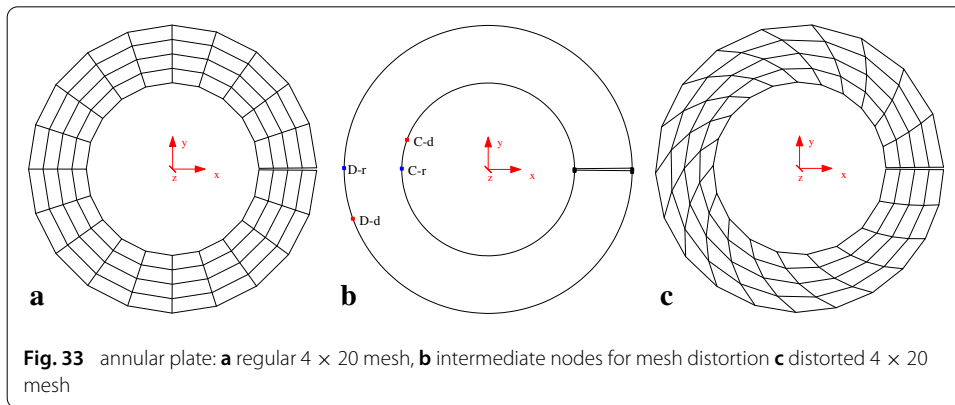 y
x
z
a
D-r
C-r
C-d
D-d
y
x
z
b
y
x
z
c
Fig. 33 annular plate: a regular 4 × 20 mesh, b intermediate nodes for mesh distortion c distorted 4 × 20
mesh